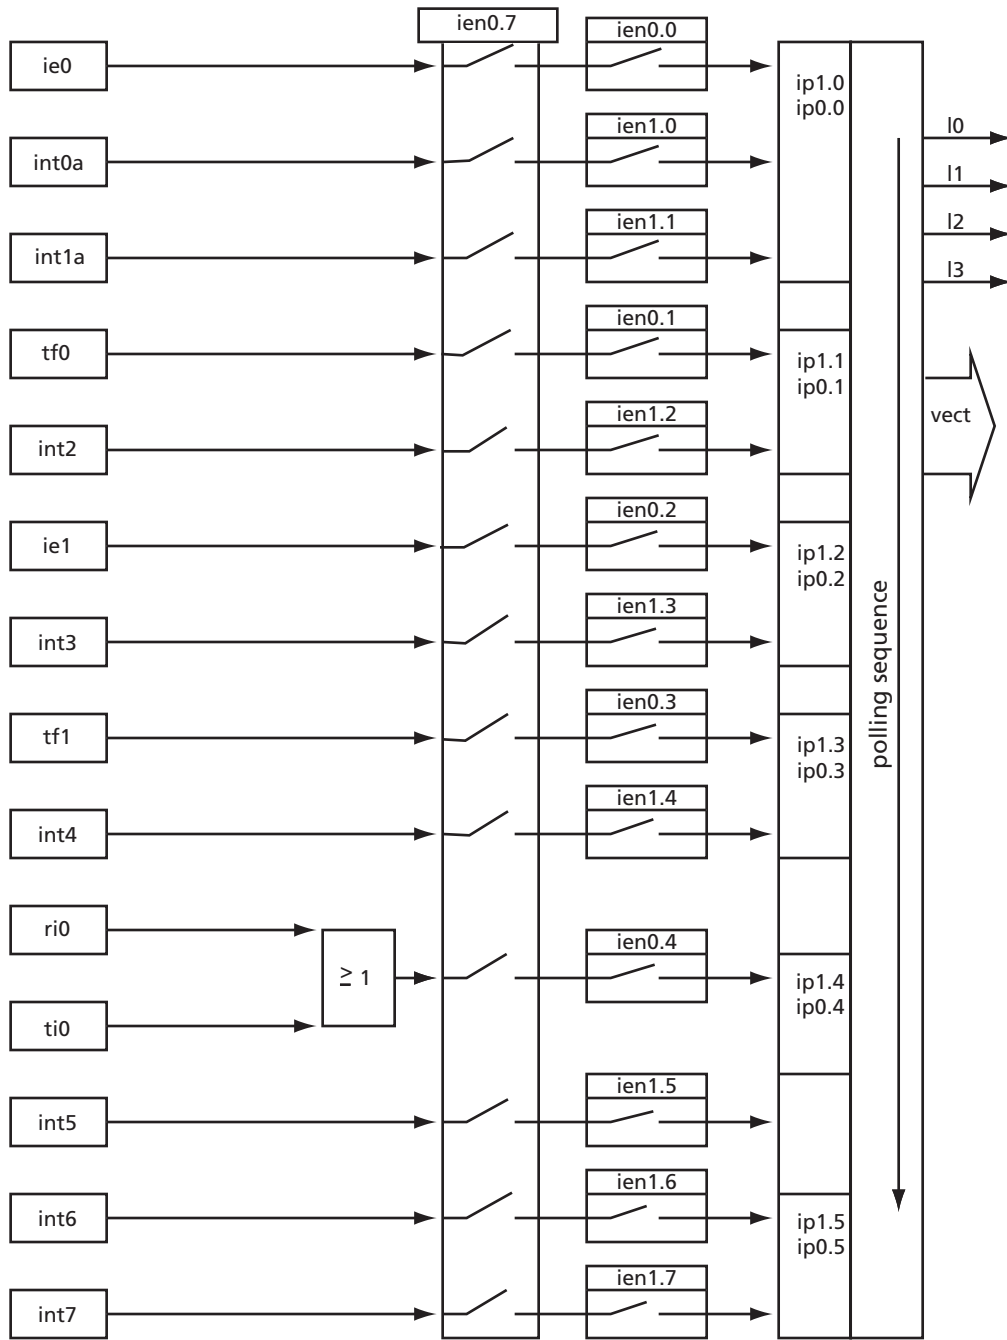 ien0.7
ien0.0
ie0
ip1.0
ip0.0
ien1.0
int0a
l0
l1
ien1.1
l2
int1a
l3
ien0.1
tf0
ip1.1
ip0.1
ien1.2
vect
int2
ien0.2
ie1
ip1.2
ip0.2
ien1.3
int3
polling sequence
ien0.3
tf1
ip1.3
ip0.3
ien1.4
int4
ri0
ien0.4
≥ 1
ip1.4
ip0.4
ti0
ien1.5
int5
ien1.6
int6
ip1.5
ip0.5
ien1.7
int7